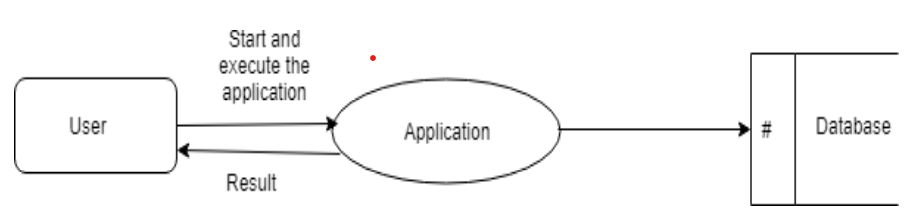 Start and
execute the
application
User
Application
#
Database
Result